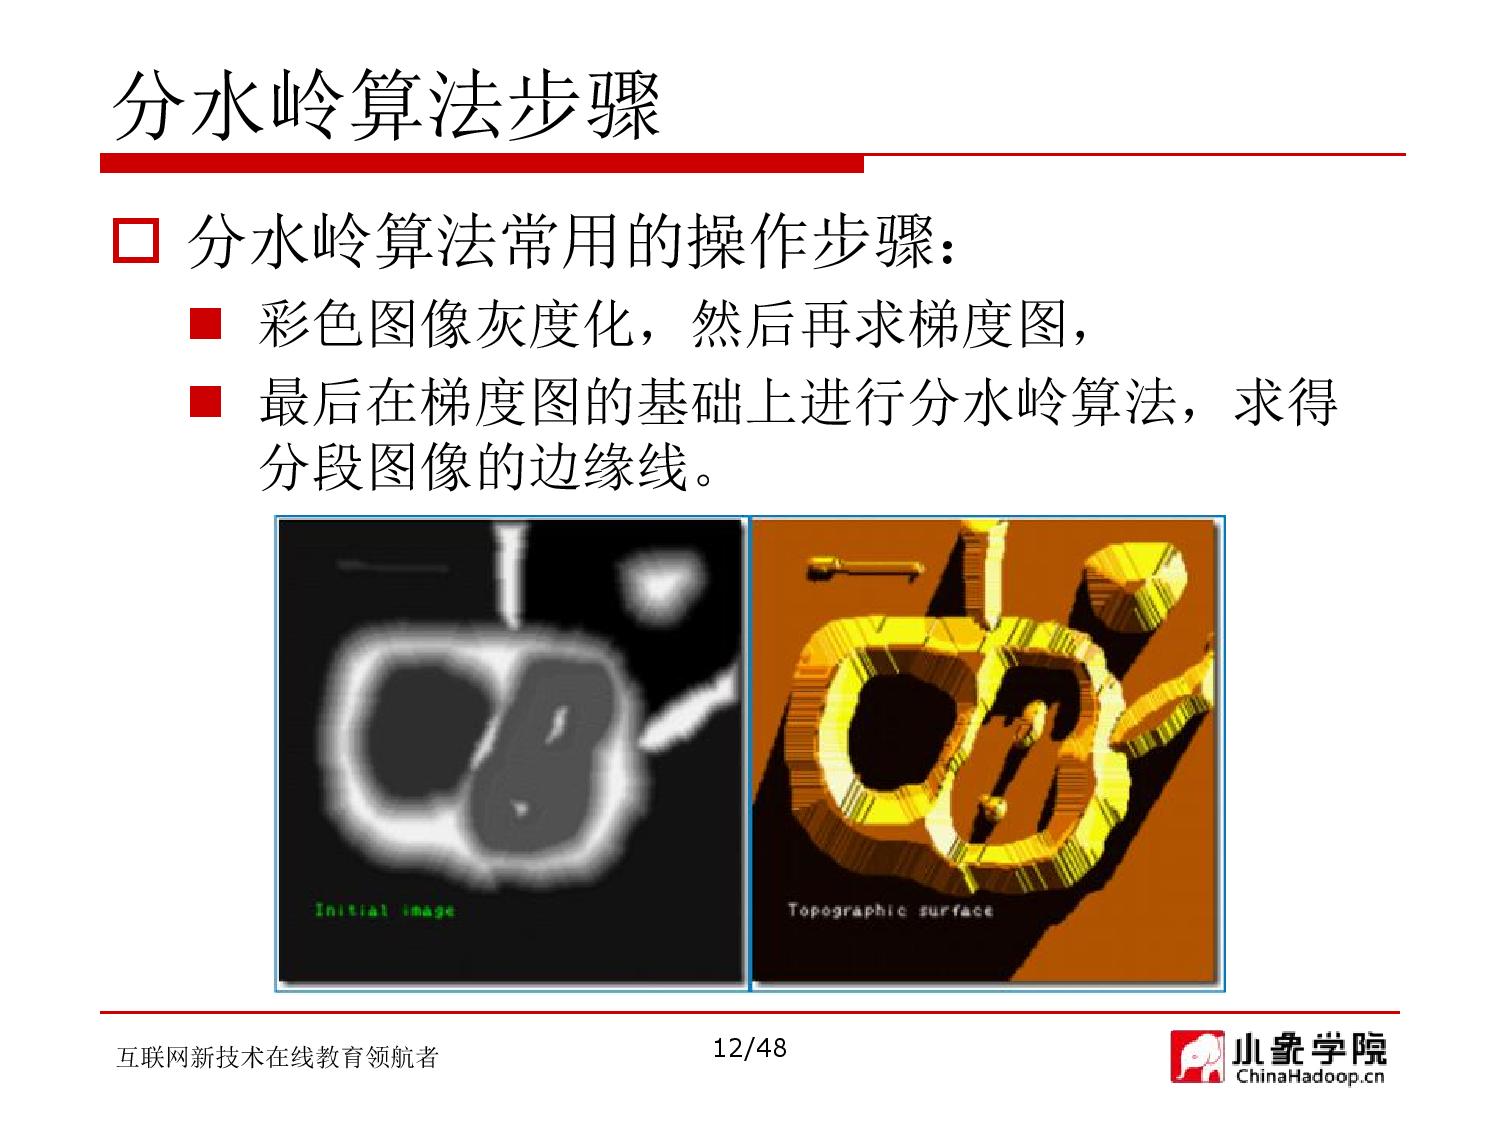 分水岭算法步骤
分水岭算法常用的操作步骤：
彩色图像灰度化，然后再求梯度图，
最后在梯度图的基础上进行分水岭算法，求得
分段图像的边缘线。
Initial image
Topographic surface
互联网新技术在线教育领航者
12/48
小象学院
ChinaHadoop.cn